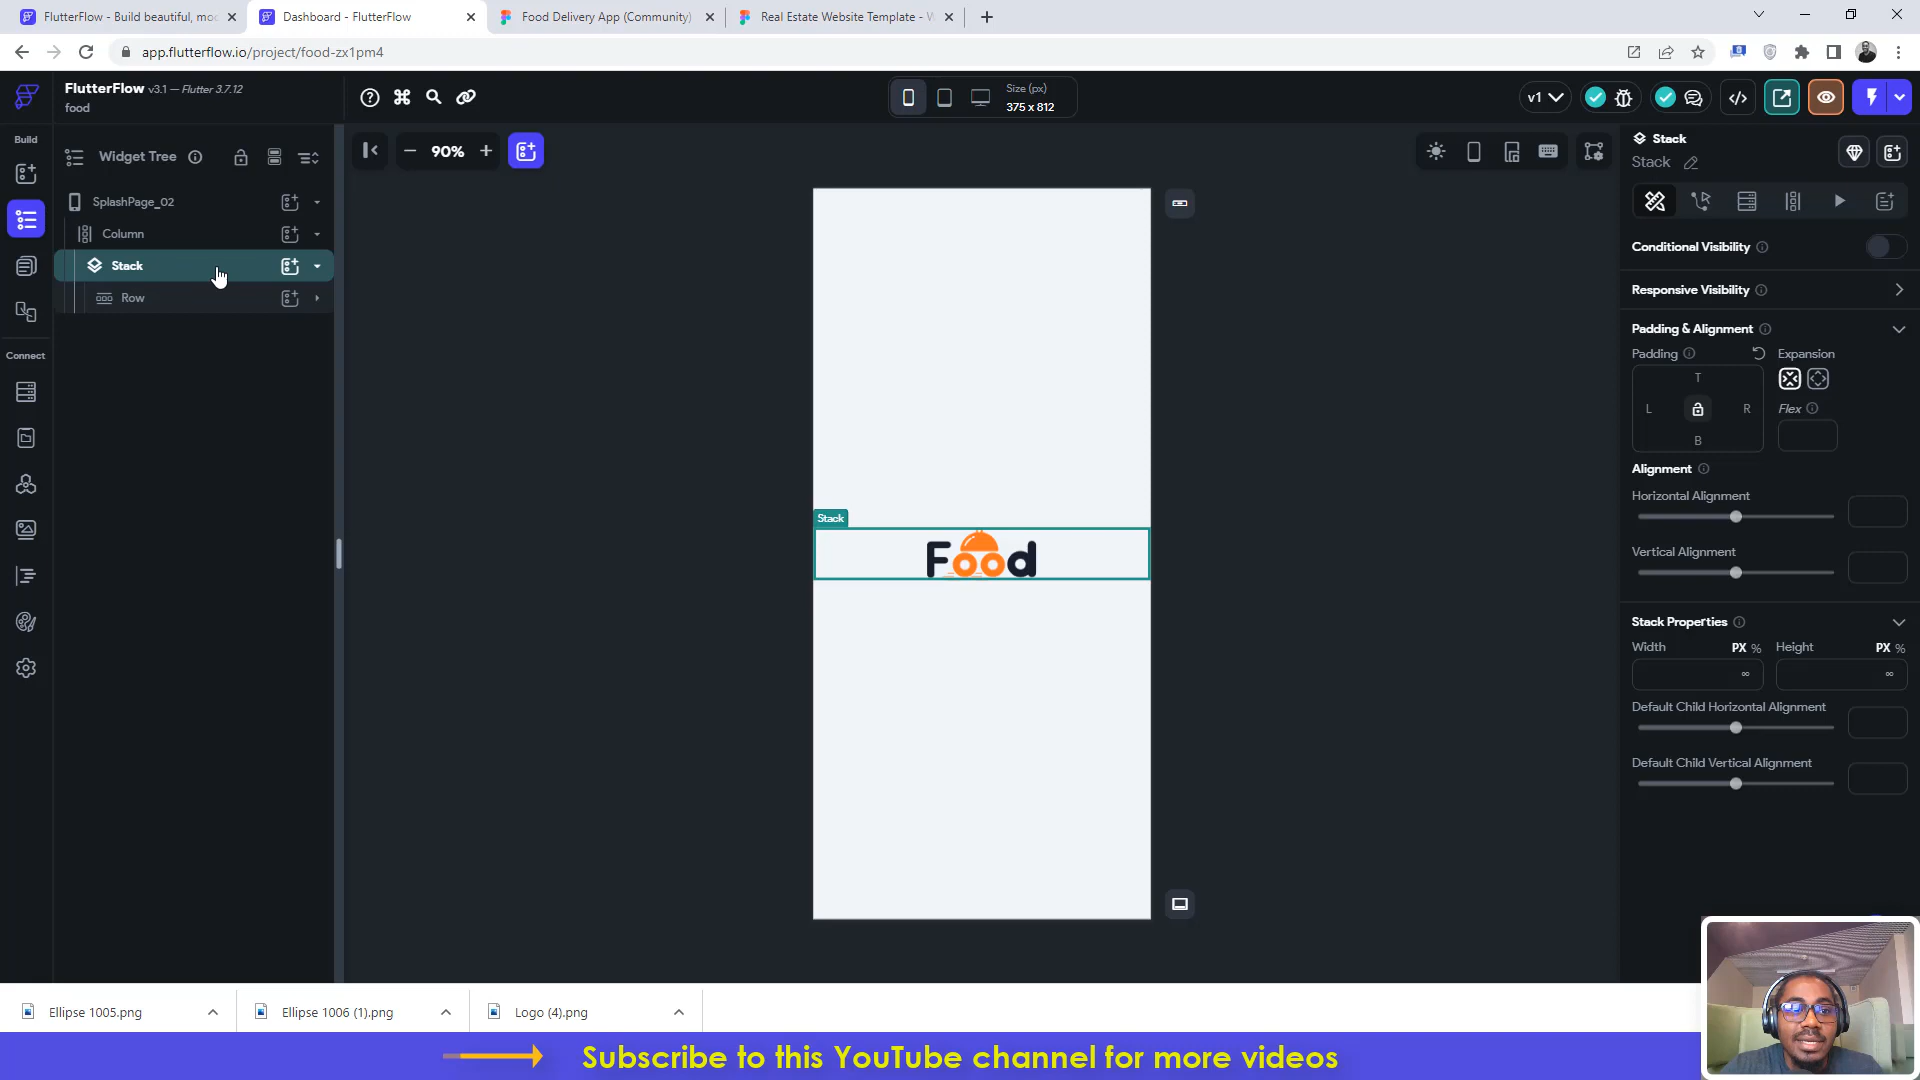 FlutterFlow - Build beautiful, mo
Dashboard - FlutterFlow
Food Delivery App (Community)
Real Estate Website Template - W
app.flutterflow.io/project/food-zx1pm4
FlutterFlow v3.1 — Flutter 3.7.12
food
Size (px)
375 x 812
v1
Build
Connect
Widget Tree
SplashPage_02
Column
Stack
Row
90%
Stack
Food
Stack
Stack
Conditional Visibility
Responsive Visibility
Padding & Alignment
Padding
Expansion
T
L
R
B
Flex
Alignment
Horizontal Alignment
Vertical Alignment
Stack Properties
Width PX %
Height PX %
∞
∞
Default Child Horizontal Alignment
Default Child Vertical Alignment
Ellipse 1005.png
Ellipse 1006 (1).png
Logo (4).png
Subscribe to this YouTube channel for more videos